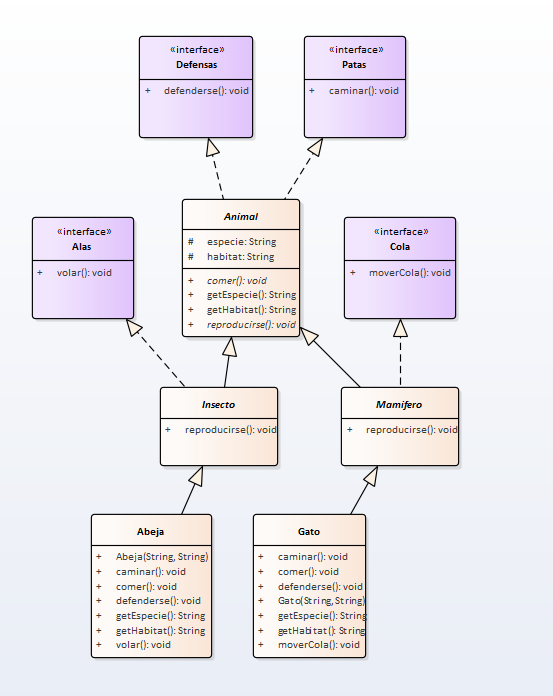 «interface»
Defensas
+ defenderse(): void
«interface»
Patas
+ caminar(): void
Animal
# especie: String
# habitat: String
+ comer(): void
+ getEspecie(): String
+ getHabitat(): String
+ reproducirse(): void
«interface»
Alas
+ volar(): void
«interface»
Cola
+ moverCola(): void
Insecto
+ reproducirse(): void
Mamífero
+ reproducirse(): void
Abeja
+ Abeja(String, String)
+ caminar(): void
+ comer(): void
+ defenderse(): void
+ getEspecie(): String
+ getHabitat(): String
+ volar(): void
Gato
+ caminar(): void
+ comer(): void
+ defenderse(): void
+ Gato(String, String)
+ getEspecie(): String
+ getHabitat(): String
+ moverCola(): void